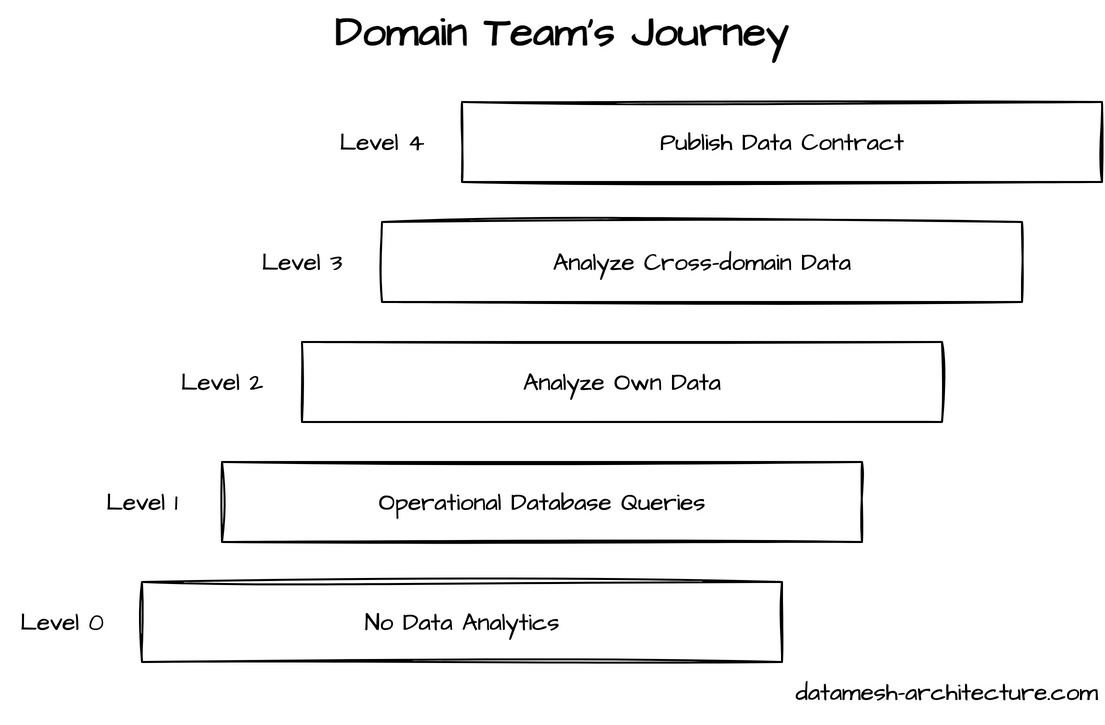 Domain Team's Journey
Level 4 Publish Data Contract
Level 3 Analyze Cross-domain Data
Level 2 Analyze Own Data
Level 1 Operational Database Queries
Level 0 No Data Analytics
datamesh-architecture.com